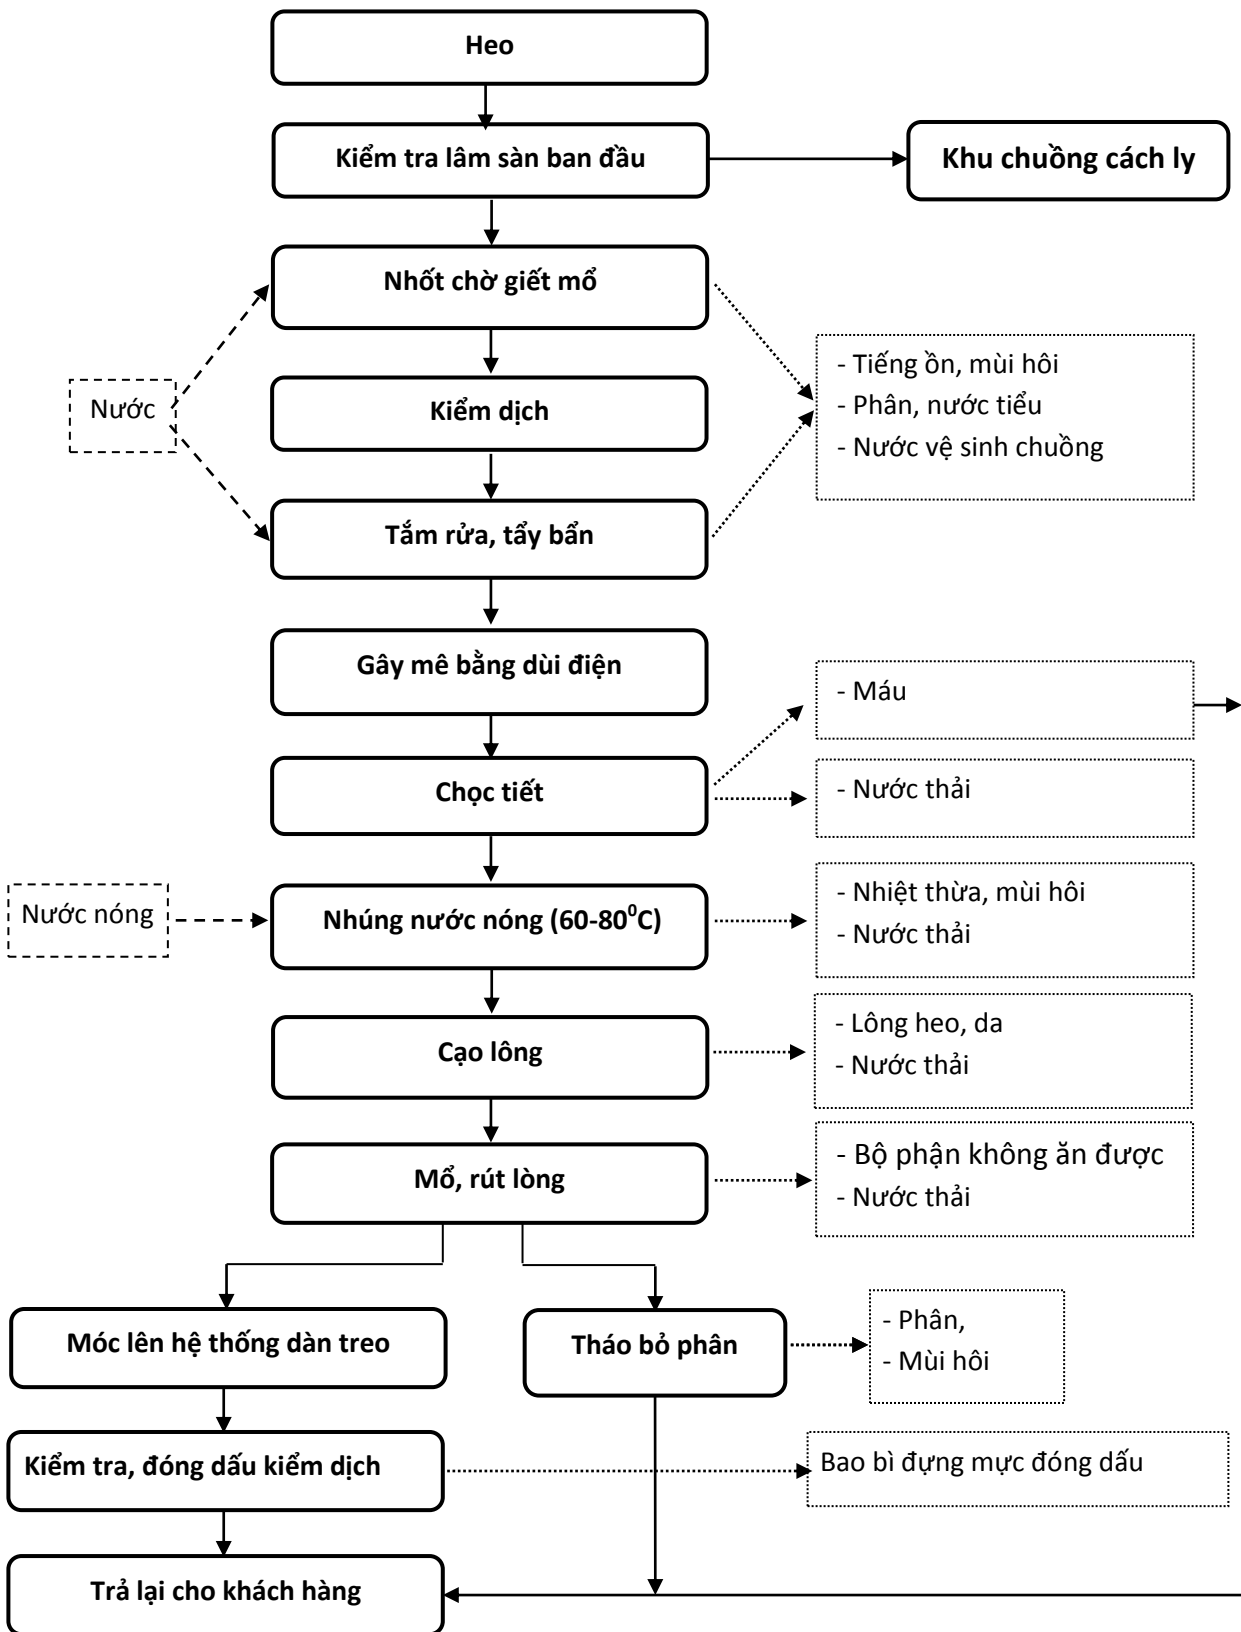 Heo
Kiểm tra lâm sàn ban đầu
Khu chuồng cách ly
Nhốt chờ giết mổ
Nước
- Tiếng ồn, mùi hôi
- Phân, nước tiểu
- Nước vệ sinh chuồng
Kiểm dịch
Tắm rửa, tẩy bẩn
Gây mê bằng dùi điện
- Máu
Chọc tiết
- Nước thải
Nước nóng
Nhúng nước nóng (60-80⁰C)
- Nhiệt thừa, mùi hôi
- Nước thải
Cạo lông
- Lông heo, da
- Nước thải
Mổ, rút lòng
- Bộ phận không ăn được
- Nước thải
Móc lên hệ thống dàn treo
Tháo bỏ phân
- Phân,
- Mùi hôi
Kiểm tra, đóng dấu kiểm dịch
Bao bì đựng mực đóng dấu
Trả lại cho khách hàng